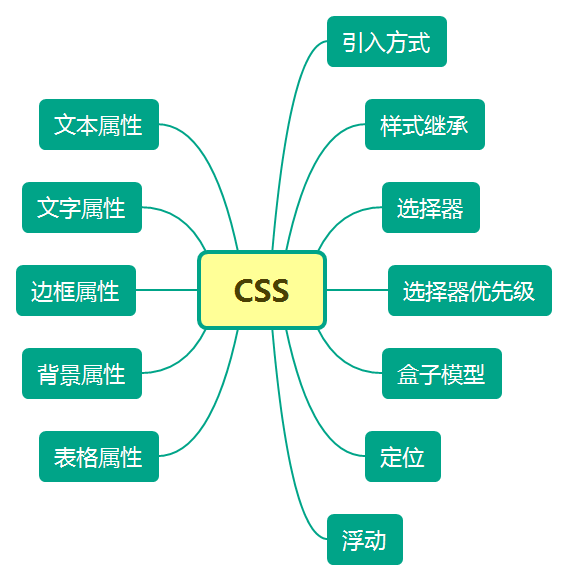 引入方式
文本属性
样式继承
文字属性
选择器
边框属性
CSS
选择器优先级
背景属性
盒子模型
表格属性
定位
浮动